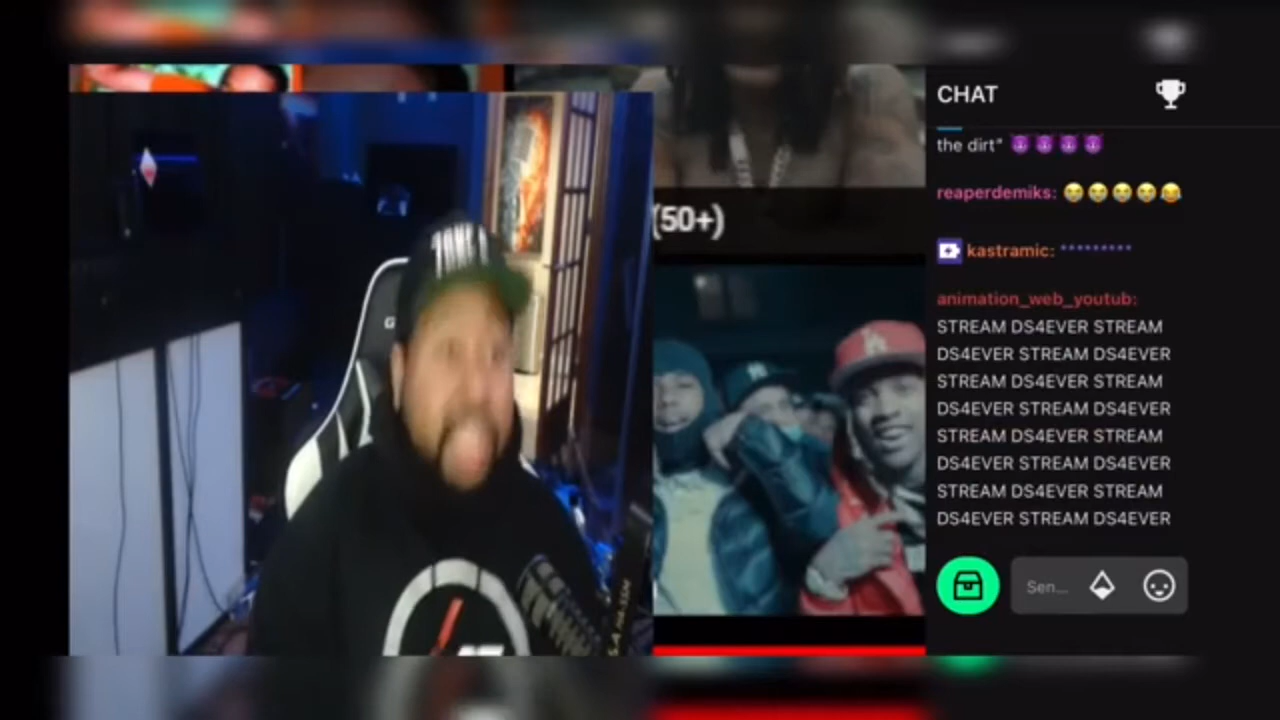 CHAT
the dirt"
reaperdemiks:
(50+)
kastramic: *********
animation_web_youtub:
STREAM DS4EVER STREAM
DS4EVER STREAM DS4EVER
STREAM DS4EVER STREAM
DS4EVER STREAM DS4EVER
STREAM DS4EVER STREAM
DS4EVER STREAM DS4EVER
STREAM DS4EVER STREAM
DS4EVER STREAM DS4EVER
Sen...